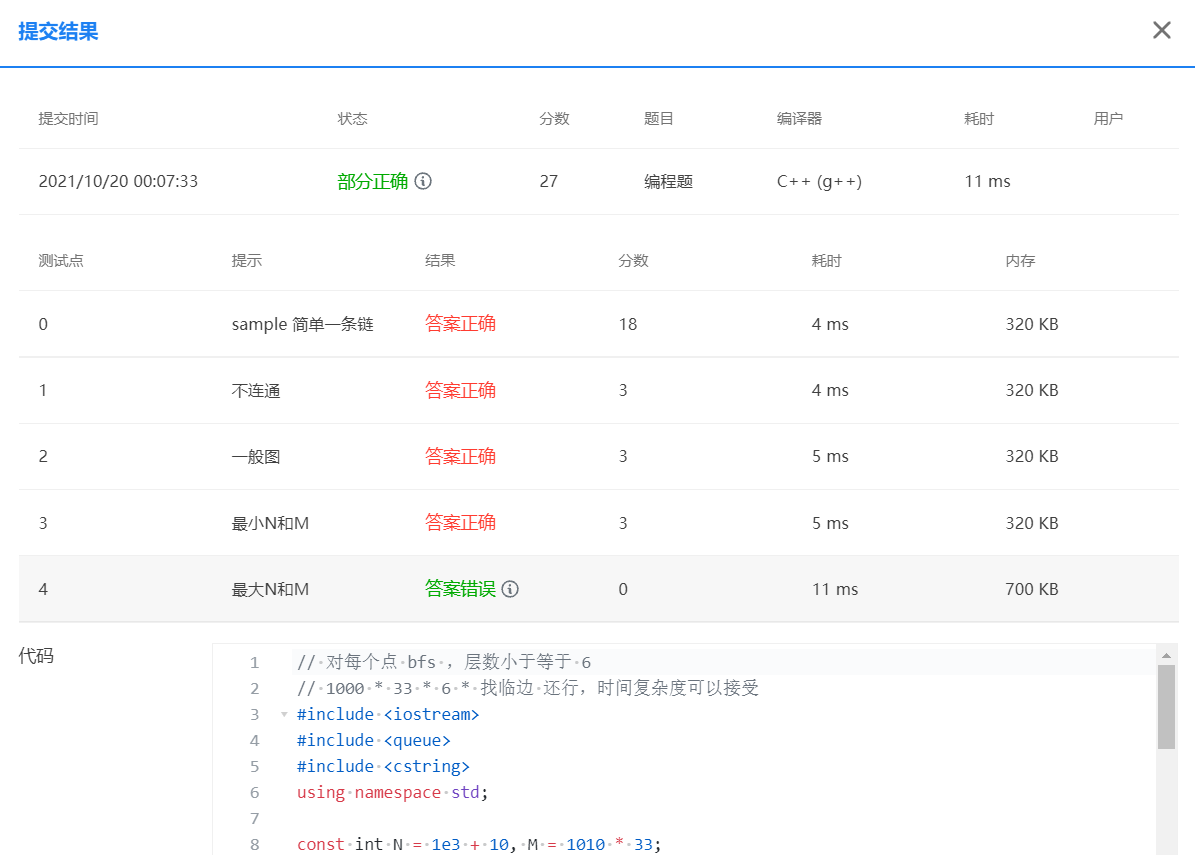 提交结果
提交时间 状态 分数 题目 编译器 耗时 用户
2021/10/20 00:07:33 部分正确 27 编程题 C++ (g++) 11 ms
测试点 提示 结果 分数 耗时 内存
0 sample 简单一条链 答案正确 18 4 ms 320 KB
1 不连通 答案正确 3 4 ms 320 KB
2 一般图 答案正确 3 5 ms 320 KB
3 最小N和M 答案正确 3 5 ms 320 KB
4 最大N和M 答案错误 0 11 ms 700 KB
代码
1 // 对每个点 bfs ，层数小于等于 6
2 // 1000 * 33 * 6 * 找临边 还行，时间复杂度可以接受
3 #include <iostream>
4 #include <queue>
5 #include <cstring>
6 using namespace std;
7
8 const int N = 1e3 + 10, M = 1010 * 33;